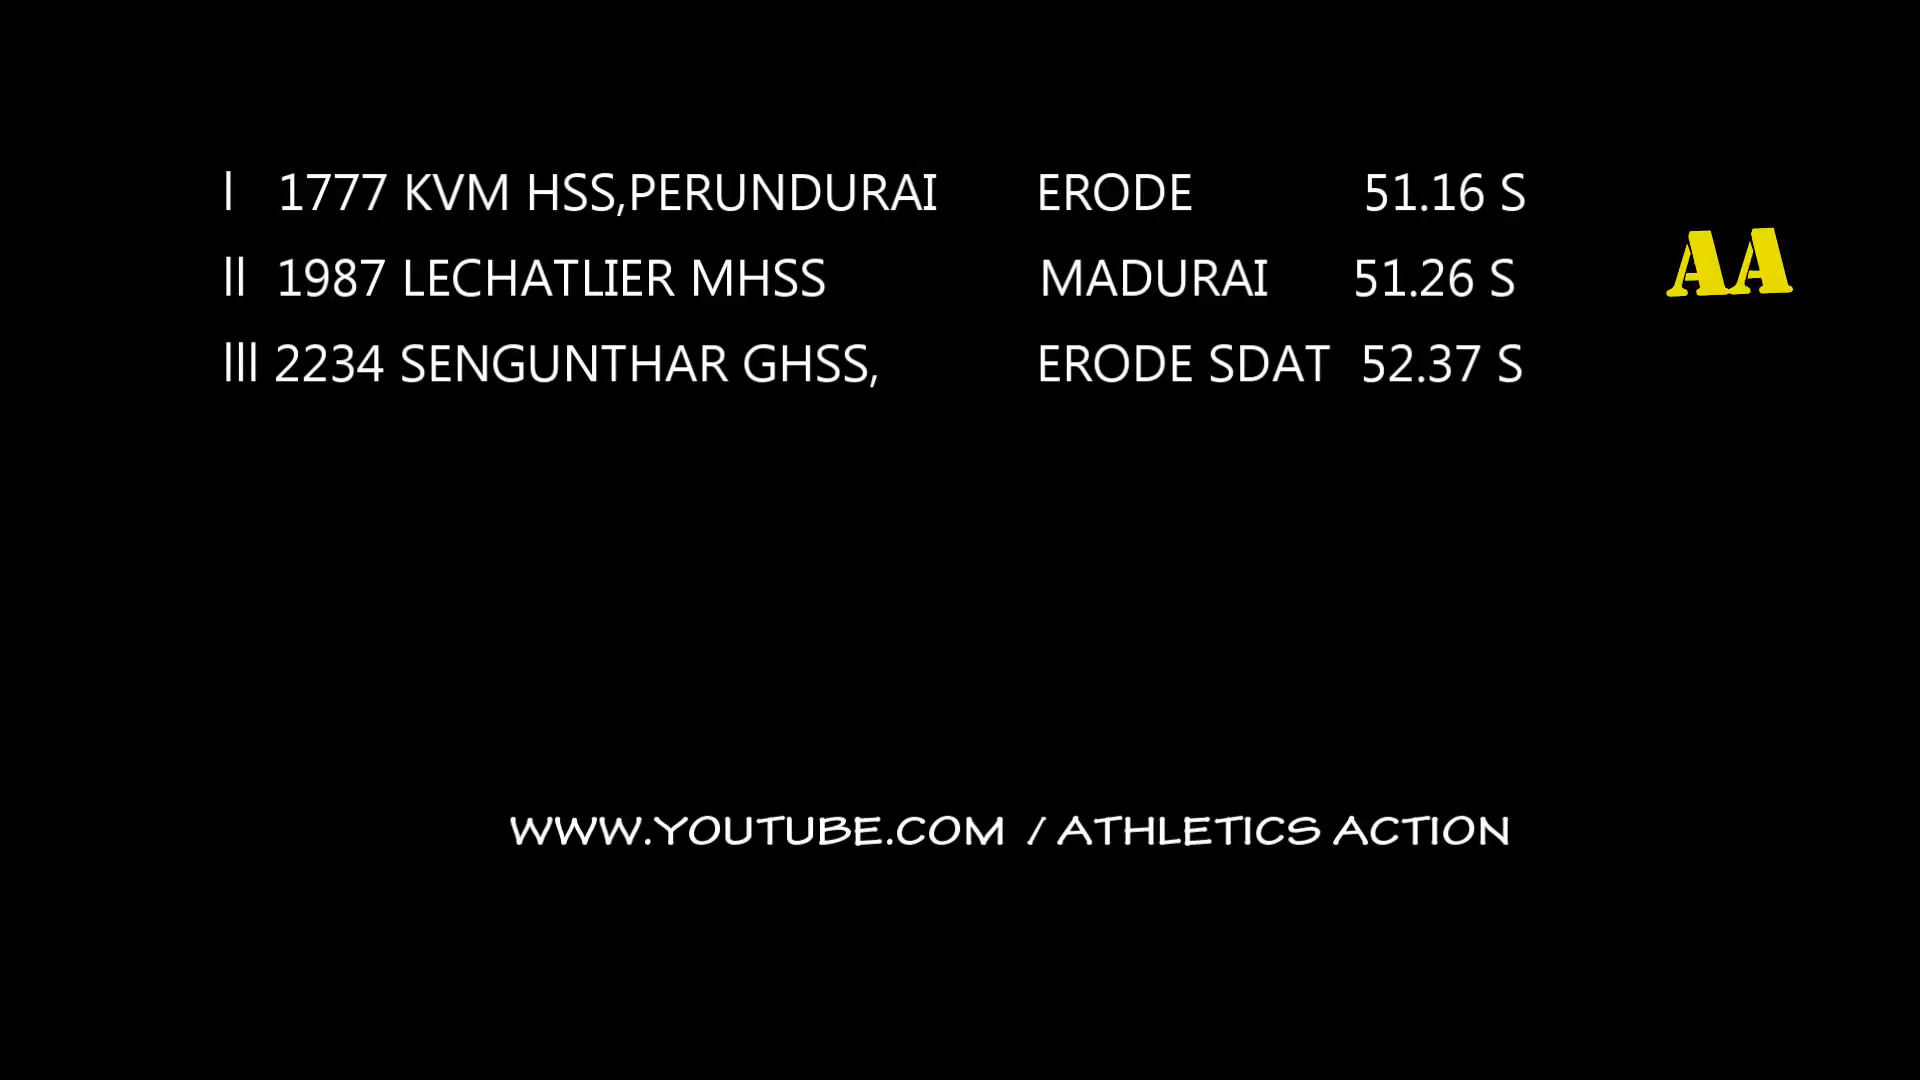 I 1777 KVM HSS,PERUNDURAI ERODE 51.16 S
II 1987 LECHATLIER MHSS MADURAI 51.26 S
III 2234 SENGUNTHAR GHSS, ERODE SDAT 52.37 S
AA
WWW.YOUTUBE.COM / ATHLETICS ACTION